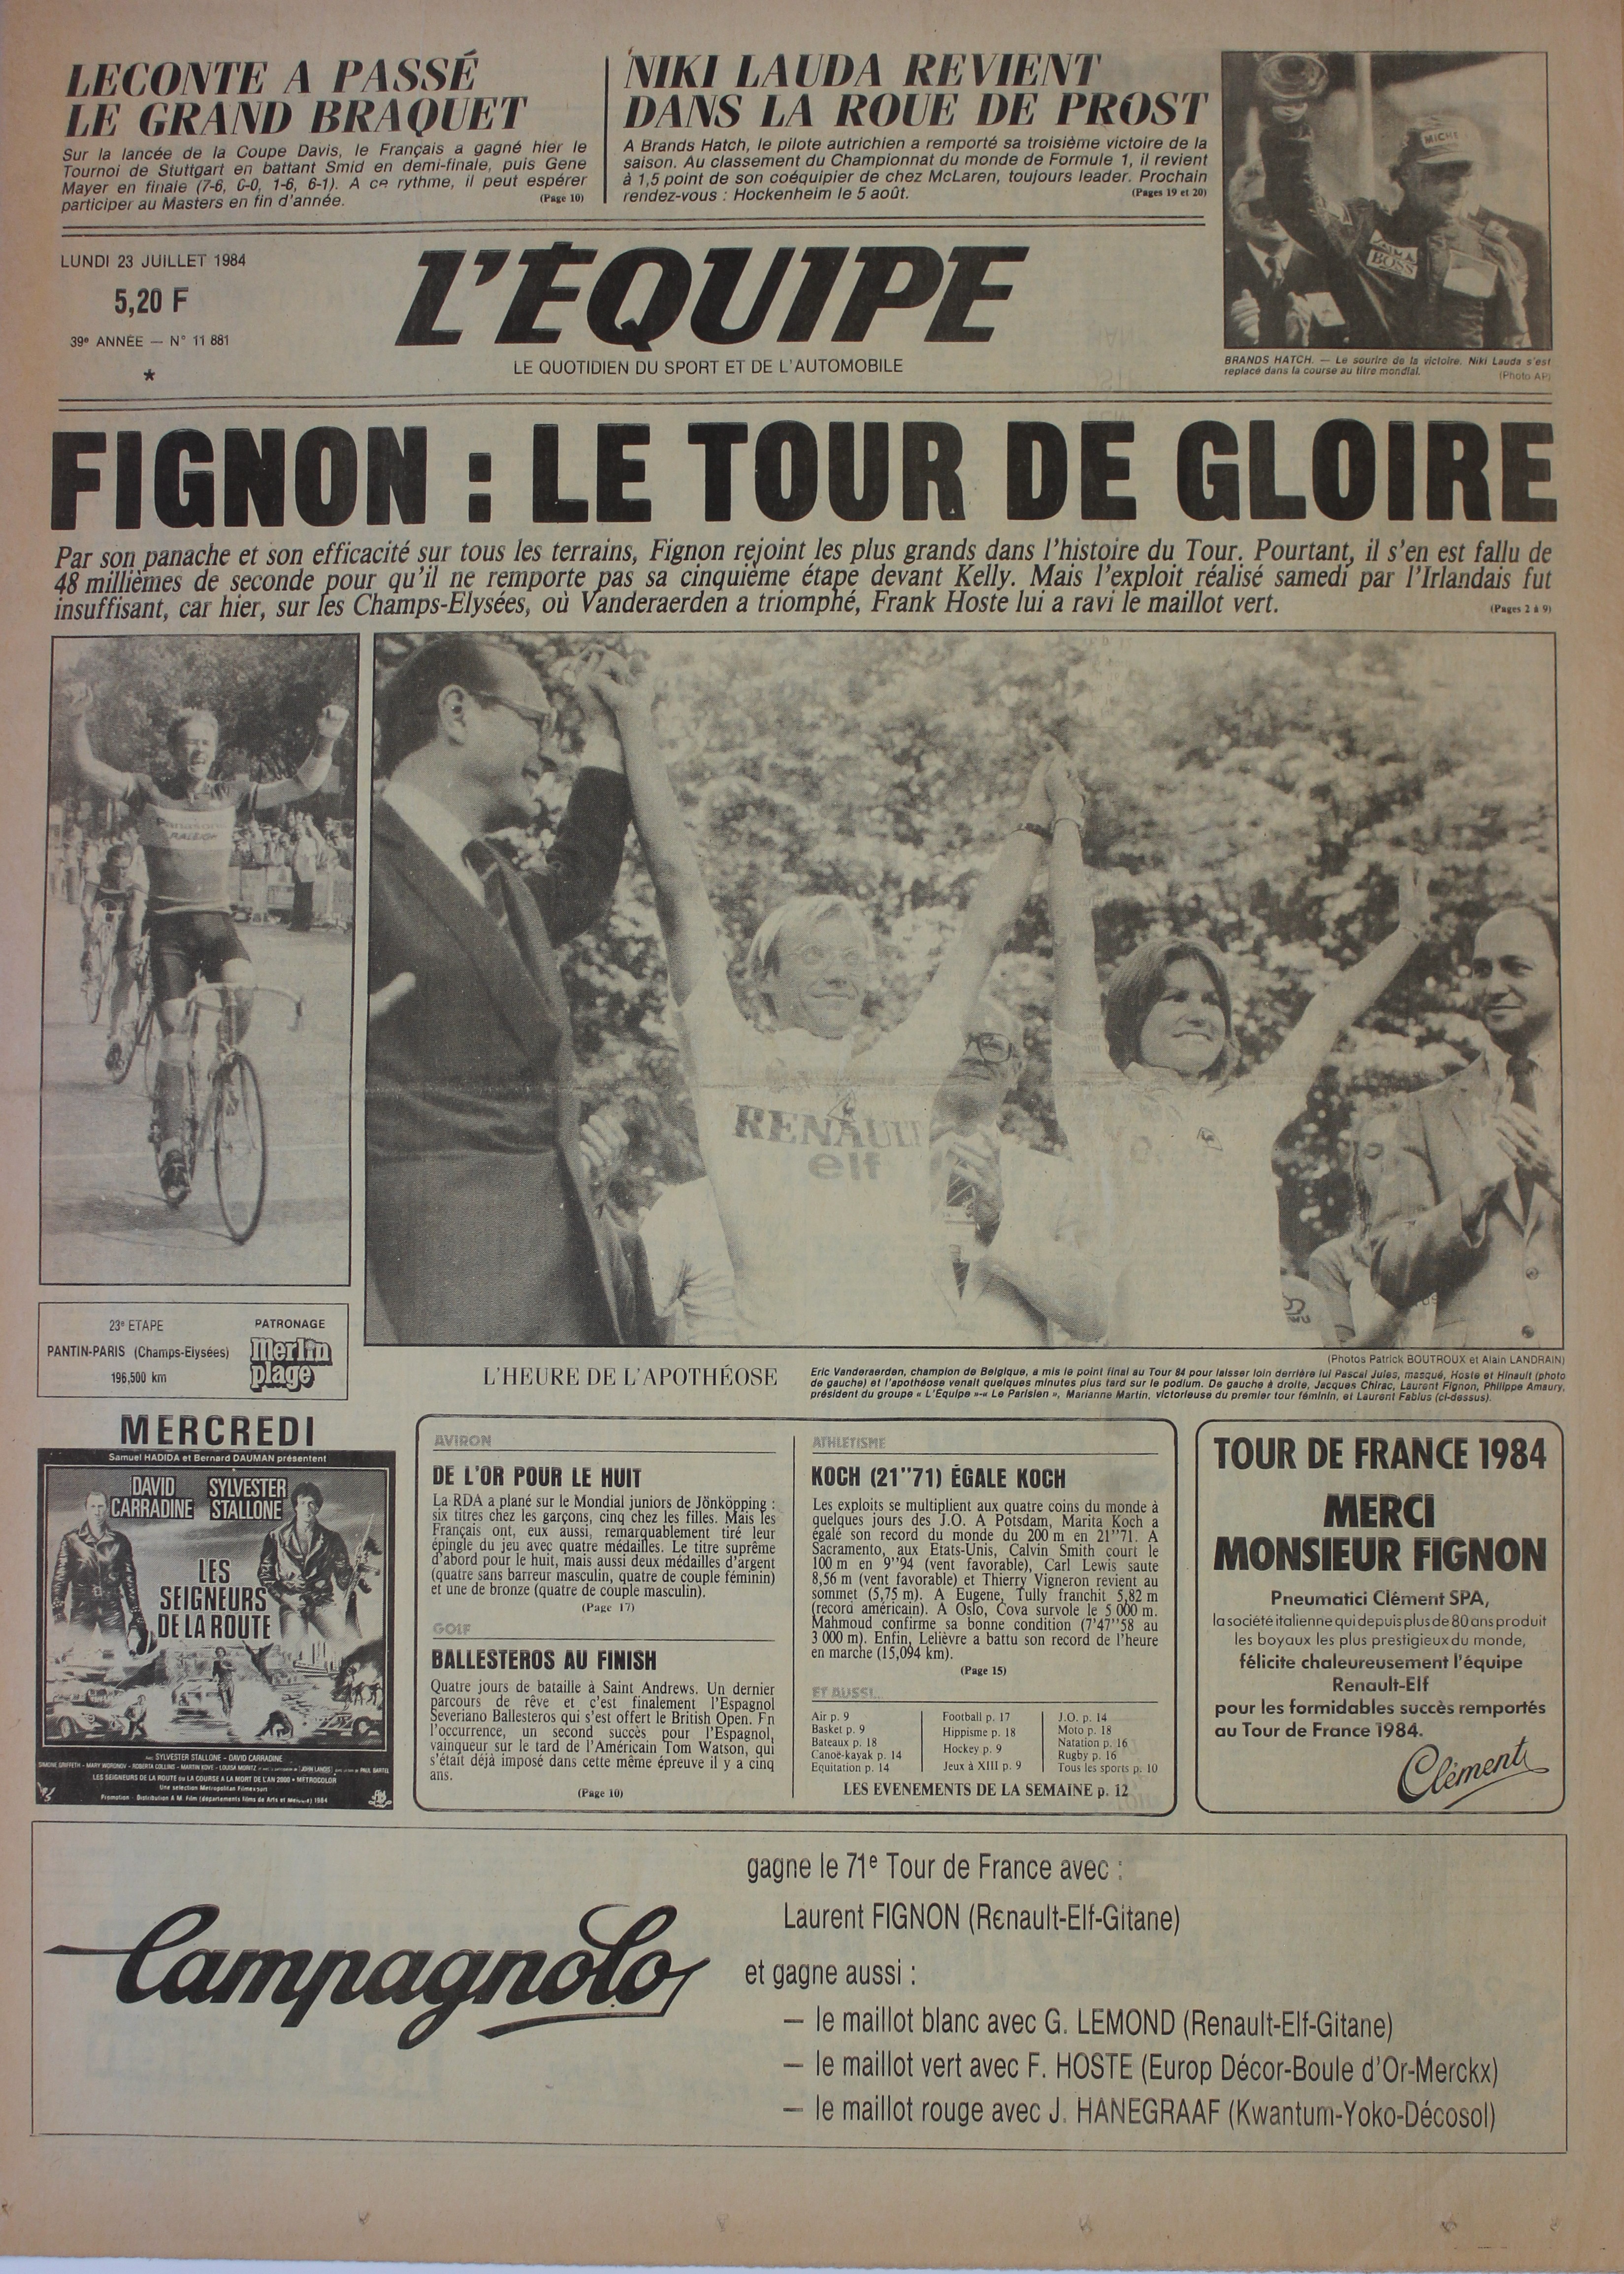 LECONTE A PASSÉ
LE GRAND BRAQUET
Sur la lancée de la Coupe Davis, le Français a gagné hier le
Tournoi de Stuttgart en battant Smid en demi-finale, puis Gene
Mayer en finale (7-6, 6-0, 1-6, 6-1). A ce rythme, il peut espérer
participer au Masters en fin d'année.
(Page 10)
NIKI LAUDA REVIENT
DANS LA ROUE DE PROST
A Brands Hatch, le pilote autrichien a remporté sa troisième victoire de la
saison. Au classement du Championnat du monde de Formule 1, il revient
à 1,5 point de son coéquipier de chez McLaren, toujours leader. Prochain
rendez-vous : Hockenheim le 5 août.
(Pages 19 et 20)
MICHE
BOSS
BRANDS HATCH. — Le sourire de la victoire. Niki Lauda s'est
replacé dans la course au titre mondial.
(Photo AP)
LUNDI 23 JUILLET 1984
5,20 F
39e ANNÉE — N° 11 881
*
L'ÉQUIPE
LE QUOTIDIEN DU SPORT ET DE L'AUTOMOBILE
FIGNON : LE TOUR DE GLOIRE
Par son panache et son efficacité sur tous les terrains, Fignon rejoint les plus grands dans l'histoire du Tour. Pourtant, il s'en est fallu de
48 millièmes de seconde pour qu'il ne remporte pas sa cinquième étape devant Kelly. Mais l'exploit réalisé samedi par l'Irlandais fut
insuffisant, car hier, sur les Champs-Elysées, où Vanderaerden a triomphé, Frank Hoste lui a ravi le maillot vert.
(Pages 2 à 9)
Panasonic
RALEIGH
RENAULT
elf
23e ETAPE
PANTIN-PARIS (Champs-Elysées)
196,500 km
PATRONAGE
Merlin
plage
(Photos Patrick BOUTROUX et Alain LANDRAIN)
L'HEURE DE L'APOTHÉOSE
Eric Vanderaerden, champion de Belgique, a mis le point final au Tour 84 pour laisser loin derrière lui Pascal Jules, masqué, Hoste et Hinault (photo
de gauche) et l'apothéose venait quelques minutes plus tard sur le podium. De gauche à droite, Jacques Chirac, Laurent Fignon, Philippe Amaury,
président du groupe « L'Équipe »-« Le Parisien », Marianne Martin, victorieuse du premier tour féminin, et Laurent Fabius (ci-dessus).
MERCREDI
Samuel HADIDA et Bernard DAUMAN présentent
DAVID
CARRADINE
SYLVESTER
STALLONE
LES
SEIGNEURS
DE LA ROUTE
avec SYLVESTER STALLONE - DAVID CARRADINE
SIMONE GRIFFETH - MARY WORONOV - ROBERTA COLLINS - MARTIN KOVE - LOUISA MORITZ
JOHN LANDIS
PAUL BARTEL
LES SEIGNEURS DE LA ROUTE ou LA COURSE A LA MORT DE L'AN 2000 • METROCOLOR
Une sélection Metropolitan Filmexport
Promotion - Distribution A.M. Film (départements films de Arts et Mélodie) 1984
AVIRON
DE L'OR POUR LE HUIT
La RDA a plané sur le Mondial juniors de Jönköping :
six titres chez les garçons, cinq chez les filles. Mais les
Français ont, eux aussi, remarquablement tiré leur
épingle du jeu avec quatre médailles. Le titre suprême
d'abord pour le huit, mais aussi deux médailles d'argent
(quatre sans barreur masculin, quatre de couple féminin)
et une de bronze (quatre de couple masculin).
(Page 17)
GOLF
BALLESTEROS AU FINISH
Quatre jours de bataille à Saint Andrews. Un dernier
parcours de rêve et c'est finalement l'Espagnol
Severiano Ballesteros qui s'est offert le British Open. En
l'occurrence, un second succès pour l'Espagnol,
vainqueur sur le tard de l'Américain Tom Watson, qui
s'était déjà imposé dans cette même épreuve il y a cinq
ans.
(Page 10)
ATHLETISME
KOCH (21"71) ÉGALE KOCH
Les exploits se multiplient aux quatre coins du monde à
quelques jours des J.O. A Potsdam, Marita Koch a
égalé son record du monde du 200 m en 21"71. A
Sacramento, aux Etats-Unis, Calvin Smith court le
100 m en 9"94 (vent favorable), Carl Lewis saute
8,56 m (vent favorable) et Thierry Vigneron revient au
sommet (5,75 m). A Eugene, Tully franchit 5,82 m
(record américain). A Oslo, Cova survole le 5 000 m.
Mahmoud confirme sa bonne condition (7'47"58 au
3 000 m). Enfin, Lelièvre a battu son record de l'heure
en marche (15,094 km).
(Page 15)
ET AUSSI...
Air p. 9
Basket p. 9
Bateaux p. 18
Canoë-kayak p. 14
Equitation p. 14
Football p. 17
Hippisme p. 18
Hockey p. 9
Jeux à XIII p. 9
J.O. p. 14
Moto p. 18
Natation p. 16
Rugby p. 16
Tous les sports p. 10
LES EVENEMENTS DE LA SEMAINE p. 12
TOUR DE FRANCE 1984
MERCI
MONSIEUR FIGNON
Pneumatici Clément SPA,
la société italienne qui depuis plus de 80 ans produit
les boyaux les plus prestigieux du monde,
félicite chaleureusement l'équipe
Renault-Elf
pour les formidables succès remportés
au Tour de France 1984.
Clément
Campagnolo
gagne le 71e Tour de France avec :
Laurent FIGNON (Renault-Elf-Gitane)
et gagne aussi :
— le maillot blanc avec G. LEMOND (Renault-Elf-Gitane)
— le maillot vert avec F. HOSTE (Europ Décor-Boule d'Or-Merckx)
— le maillot rouge avec J. HANEGRAAF (Kwantum-Yoko-Décosol)